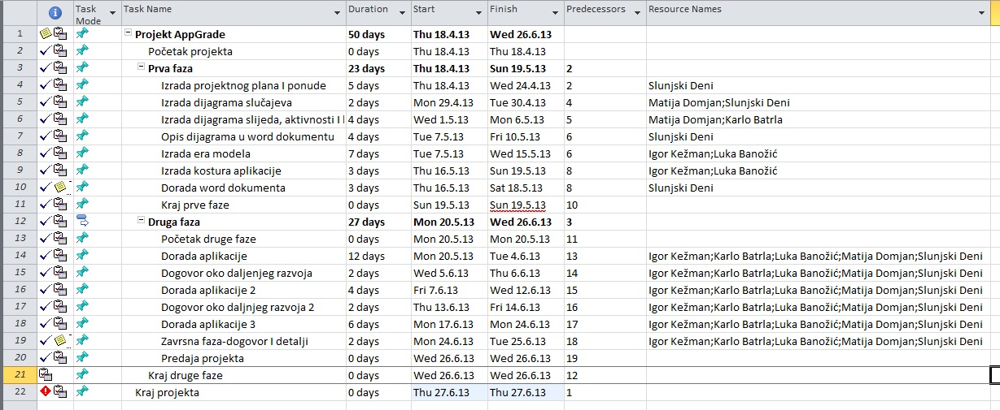 Task Mode Task Name Duration Start Finish Predecessors Resource Names
1 Projekt AppGrade 50 days Thu 18.4.13 Wed 26.6.13
2 Početak projekta 0 days Thu 18.4.13 Thu 18.4.13
3 Prva faza 23 days Thu 18.4.13 Sun 19.5.13 2
4 Izrada projektnog plana I ponude 5 days Thu 18.4.13 Wed 24.4.13 2 Slunjski Deni
5 Izrada dijagrama slučajeva 2 days Mon 29.4.13 Tue 30.4.13 4 Matija Domjan;Slunjski Deni
6 Izrada dijagrama slijeda, aktivnosti I 4 days Wed 1.5.13 Mon 6.5.13 5 Matija Domjan;Karlo Batrla
7 Opis dijagrama u word dokumentu 4 days Tue 7.5.13 Fri 10.5.13 6 Slunjski Deni
8 Izrada era modela 7 days Tue 7.5.13 Wed 15.5.13 6 Igor Kežman;Luka Banožić
9 Izrada kostura aplikacije 3 days Thu 16.5.13 Sun 19.5.13 8 Igor Kežman;Luka Banožić
10 Dorada word dokumenta 3 days Thu 16.5.13 Sat 18.5.13 8 Slunjski Deni
11 Kraj prve faze 0 days Sun 19.5.13 Sun 19.5.13 10
12 Druga faza 27 days Mon 20.5.13 Wed 26.6.13 3
13 Početak druge faze 0 days Mon 20.5.13 Mon 20.5.13 11
14 Dorada aplikacije 12 days Mon 20.5.13 Tue 4.6.13 13 Igor Kežman;Karlo Batrla;Luka Banožić;Matija Domjan;Slunjski Deni
15 Dogovor oko daljenjeg razvoja 2 days Wed 5.6.13 Thu 6.6.13 14 Igor Kežman;Karlo Batrla;Luka Banožić;Matija Domjan;Slunjski Deni
16 Dorada aplikacije 2 4 days Fri 7.6.13 Wed 12.6.13 15 Igor Kežman;Karlo Batrla;Luka Banožić;Matija Domjan;Slunjski Deni
17 Dogovor oko daljnjeg razvoja 2 2 days Thu 13.6.13 Fri 14.6.13 16 Igor Kežman;Karlo Batrla;Luka Banožić;Matija Domjan;Slunjski Deni
18 Dorada aplikacije 3 6 days Mon 17.6.13 Mon 24.6.13 17 Igor Kežman;Karlo Batrla;Luka Banožić;Matija Domjan;Slunjski Deni
19 Zavrsna faza-dogovor I detalji 2 days Mon 24.6.13 Tue 25.6.13 18 Igor Kežman;Karlo Batrla;Luka Banožić;Matija Domjan;Slunjski Deni
20 Predaja projekta 0 days Wed 26.6.13 Wed 26.6.13 19
21 Kraj druge faze 0 days Wed 26.6.13 Wed 26.6.13 12
22 Kraj projekta 0 days Thu 27.6.13 Thu 27.6.13 1